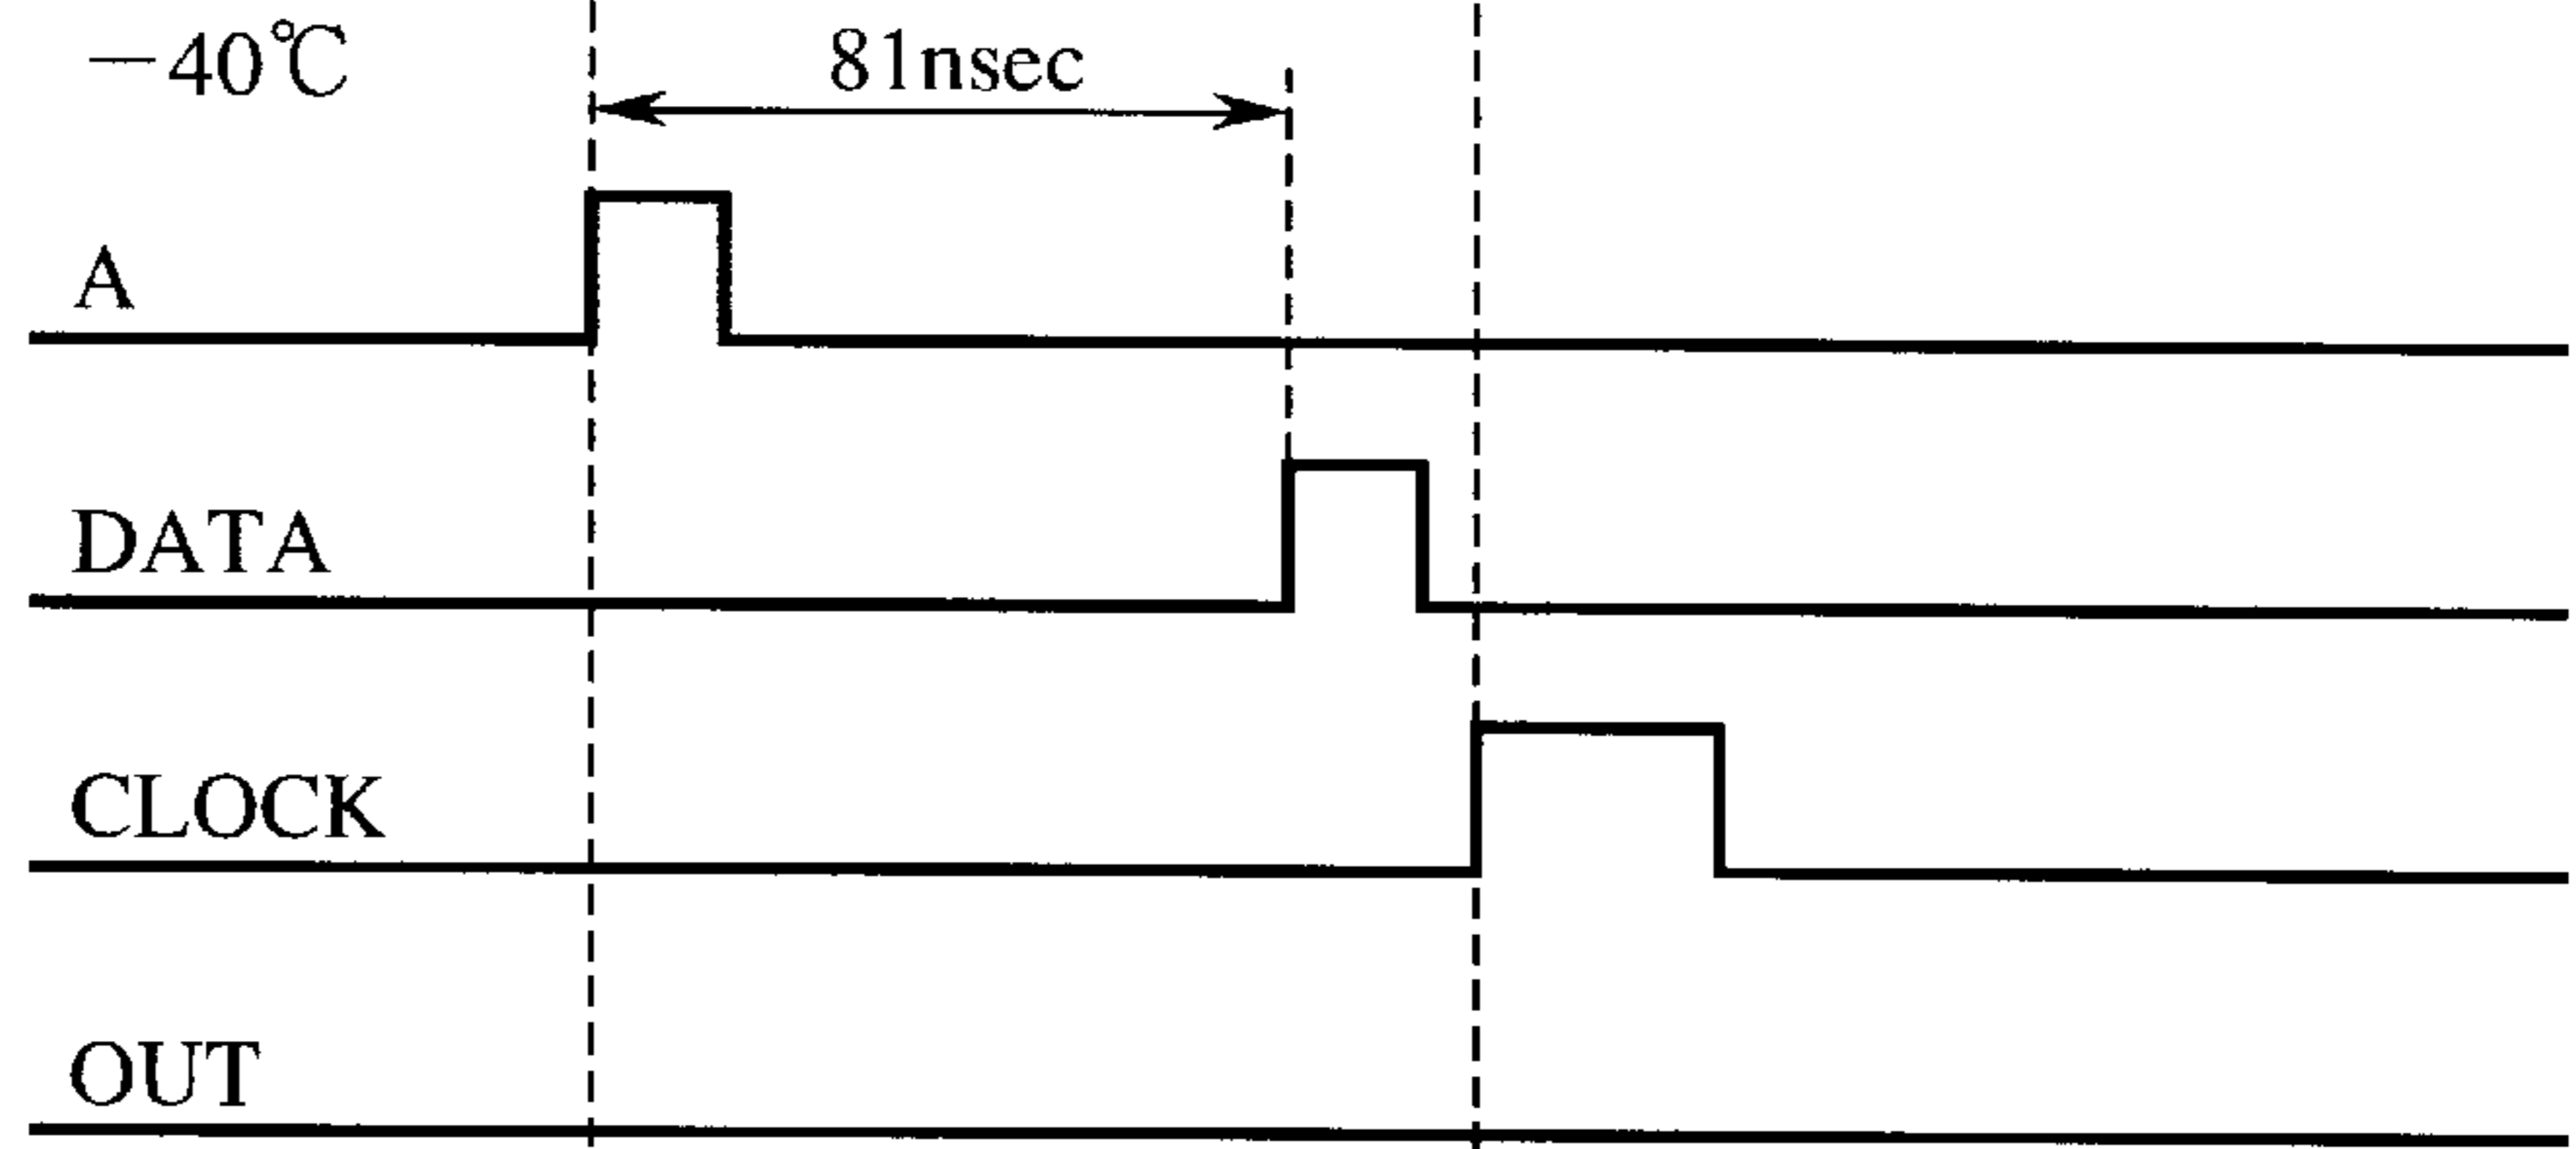 －40℃
81nsec
A
DATA
CLOCK
OUT